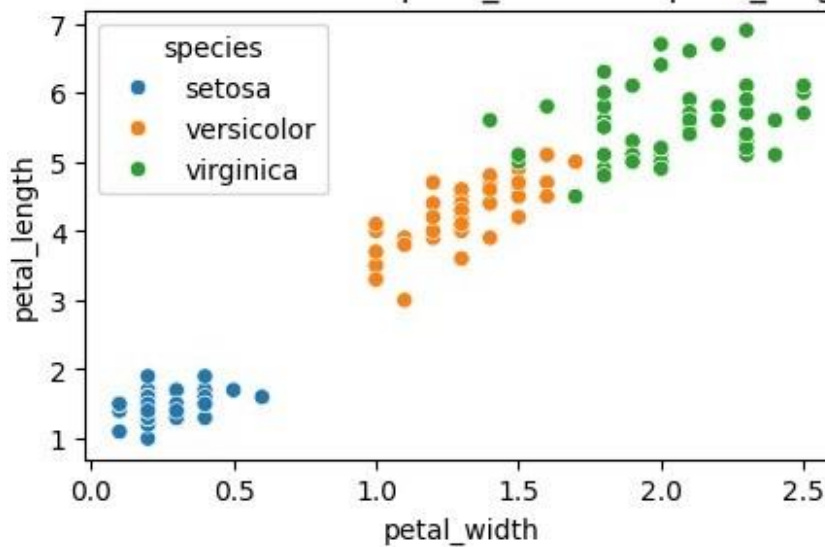 7
6
5
4
3
2
1
petal_length
species
setosa
versicolor
virginica
0.0 0.5 1.0 1.5 2.0 2.5
petal_width